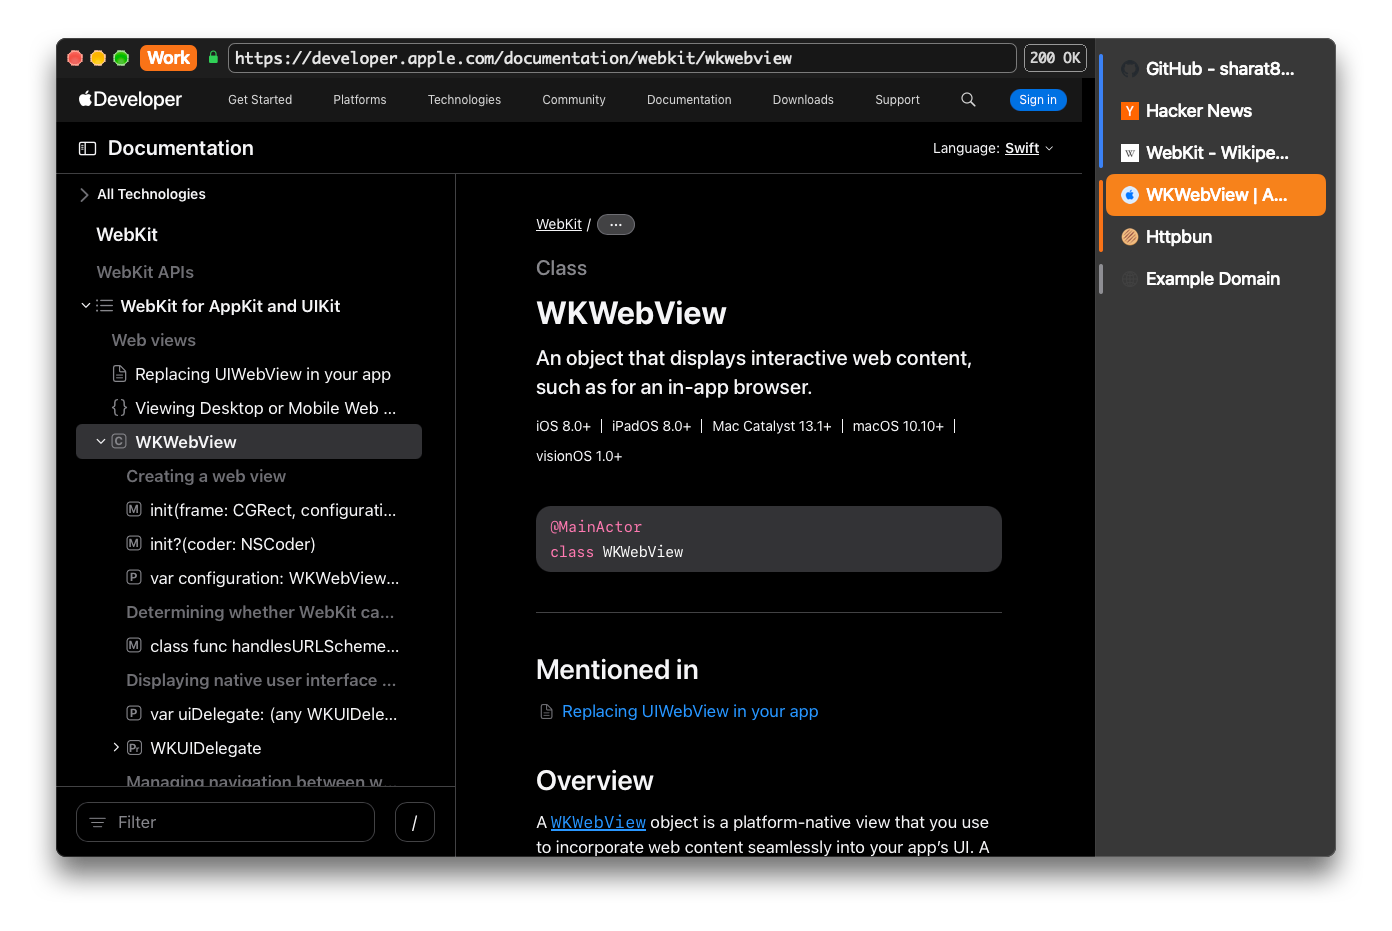 Work
https://developer.apple.com/documentation/webkit/wkwebview
200 OK
Developer
Get Started
Platforms
Technologies
Community
Documentation
Downloads
Support
Sign in
Documentation
Language: Swift
All Technologies
WebKit
WebKit APIs
WebKit for AppKit and UIKit
Web views
Replacing UIWebView in your app
{} Viewing Desktop or Mobile Web ...
C WKWebView
Creating a web view
M init(frame: CGRect, configurati...
M init?(coder: NSCoder)
P var configuration: WKWebView...
Determining whether WebKit ca...
M class func handlesURLScheme...
Displaying native user interface ...
P var uiDelegate: (any WKUIDele...
Pr WKUIDelegate
Managing navigation between w...
Filter
/
WebKit / ...
Class
WKWebView
An object that displays interactive web content,
such as for an in-app browser.
iOS 8.0+ | iPadOS 8.0+ | Mac Catalyst 13.1+ | macOS 10.10+ |
visionOS 1.0+
@MainActor
class WKWebView
Mentioned in
Replacing UIWebView in your app
Overview
A WKWebView object is a platform-native view that you use
to incorporate web content seamlessly into your app’s UI. A
GitHub - sharat8...
Y Hacker News
W WebKit - Wikipe...
WKWebView | A...
Httpbun
Example Domain